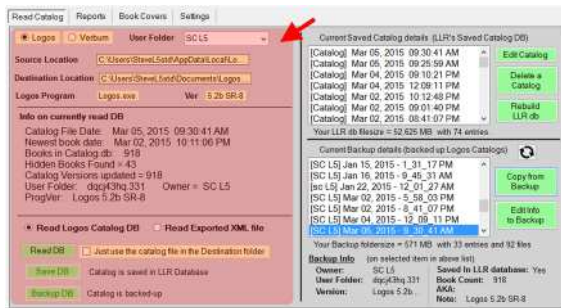 Read Catalog Reports Book Covers Settings
Logos Verbum User Folder SC L5
Source Location C:\Users\SteveL5std\AppData\Local\Lo...
Destination Location C:\Users\SteveL5std\Documents\Logos
Logos Program Logos.exe Ver 5.2b SR-8
Info on currently read DB
Catalog File Date: Mar 05, 2015 09:30:41 AM
Newest book date: Mar 02, 2015 10:11:06 PM
Books in Catalog db: 918
Hidden Books Found = 43
Catalog Versions updated = 918
User Folder: dqcj43hq.331 Owner = SC L5
ProgVer: Logos 5.2b SR-8
Read Logos Catalog DB Read Exported XML file
Read DB Just use the catalog file in the Destination folder
Save DB Catalog is saved in LLR Database
Backup DB Catalog is backed-up
Current Saved Catalog details (LLR's Saved Catalog DB)
[Catalog] Mar 05, 2015 09:30:41 AM
[Catalog] Mar 05, 2015 09:25:59 AM
[Catalog] Mar 04, 2015 09:10:21 PM
[Catalog] Mar 04, 2015 12:09:11 PM
[Catalog] Mar 02, 2015 10:12:48 PM
[Catalog] Mar 02, 2015 09:01:40 PM
[Catalog] Mar 02, 2015 08:41:07 PM
Edit Catalog
Delete a Catalog
Rebuild LLR db
Your LLR db filesize = 52.625 MB with 74 entries.
Current Backup details (backed up Logos Catalogs)
[SC L5] Jan 15, 2015 - 1_31_17 PM
[SC L5] Jan 16, 2015 - 9_45_31 AM
[sc L5] Jan 22, 2015 - 12_01_27 AM
[SC L5] Mar 02, 2015 - 5_58_03 PM
[SC L5] Mar 02, 2015 - 8_41_07 PM
[SC L5] Mar 04, 2015 - 12_09_11 PM
[SC L5] Mar 05, 2015 - 9_30_41 AM
Copy from Backup
Edit Info to Backup
Your Backup foldersize = 571 MB with 33 entries and 92 files
Backup Info (on selected item in above list)
Owner: SC L5 Saved In LLR database: Yes
User Folder: dqcj43hq.331 Book Count: 918
Version: Logos 5.2b... AKA:
Note: Logos 5.2b SR-8